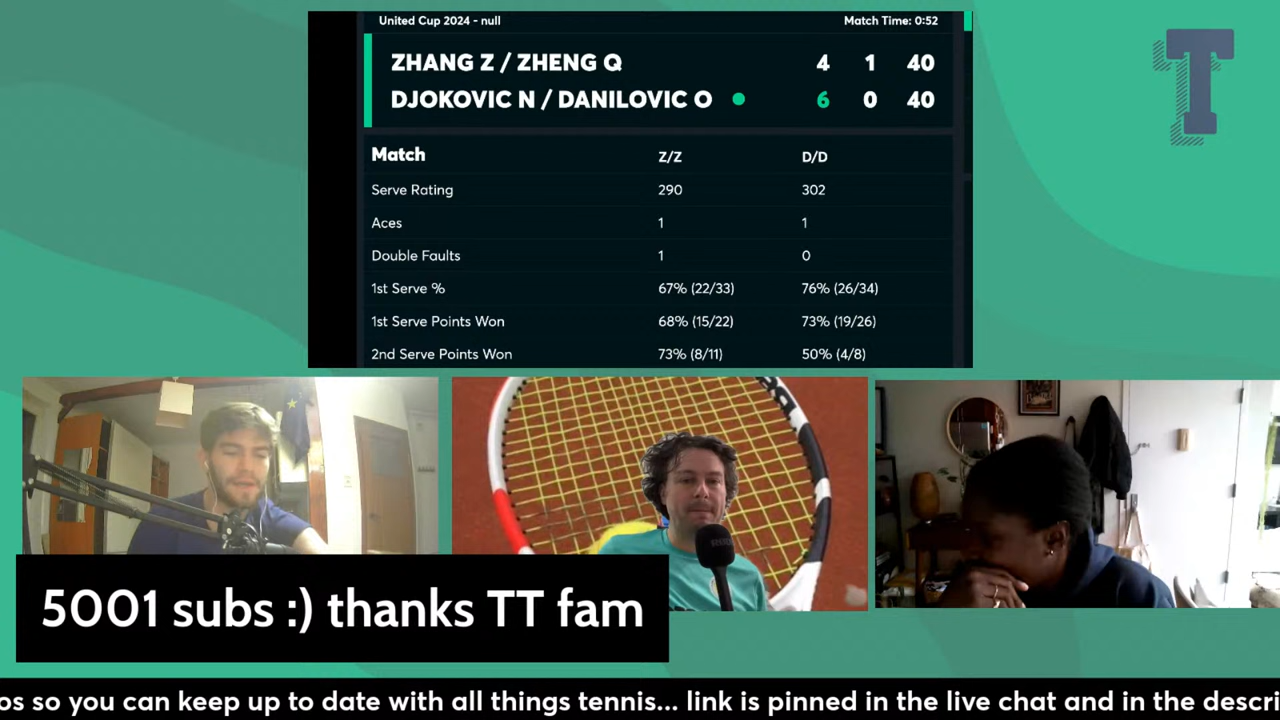 United Cup 2024 - null Match Time: 0:52
ZHANG Z / ZHENG Q 4 1 40
DJOKOVIC N / DANILOVIC O 6 0 40
Match Z/Z D/D
Serve Rating 290 302
Aces 1 1
Double Faults 1 0
1st Serve % 67% (22/33) 76% (26/34)
1st Serve Points Won 68% (15/22) 73% (19/26)
2nd Serve Points Won 73% (8/11) 50% (4/8)
T
5001 subs :) thanks TT fam
os so you can keep up to date with all things tennis... link is pinned in the live chat and in the descri